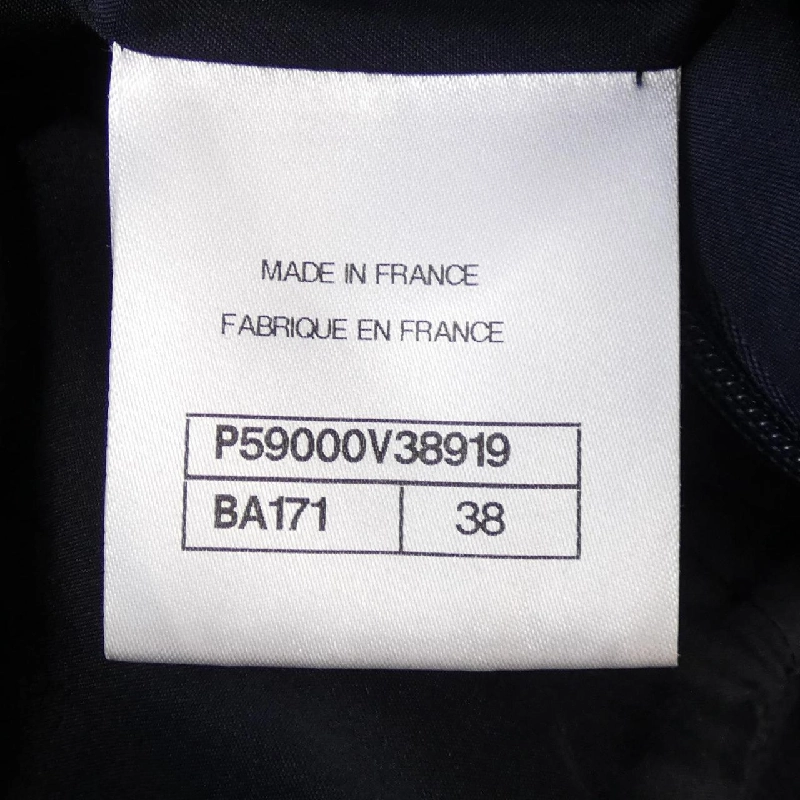 MADE IN FRANCE
FABRIQUE EN FRANCE
P59000V38919
BA171 38